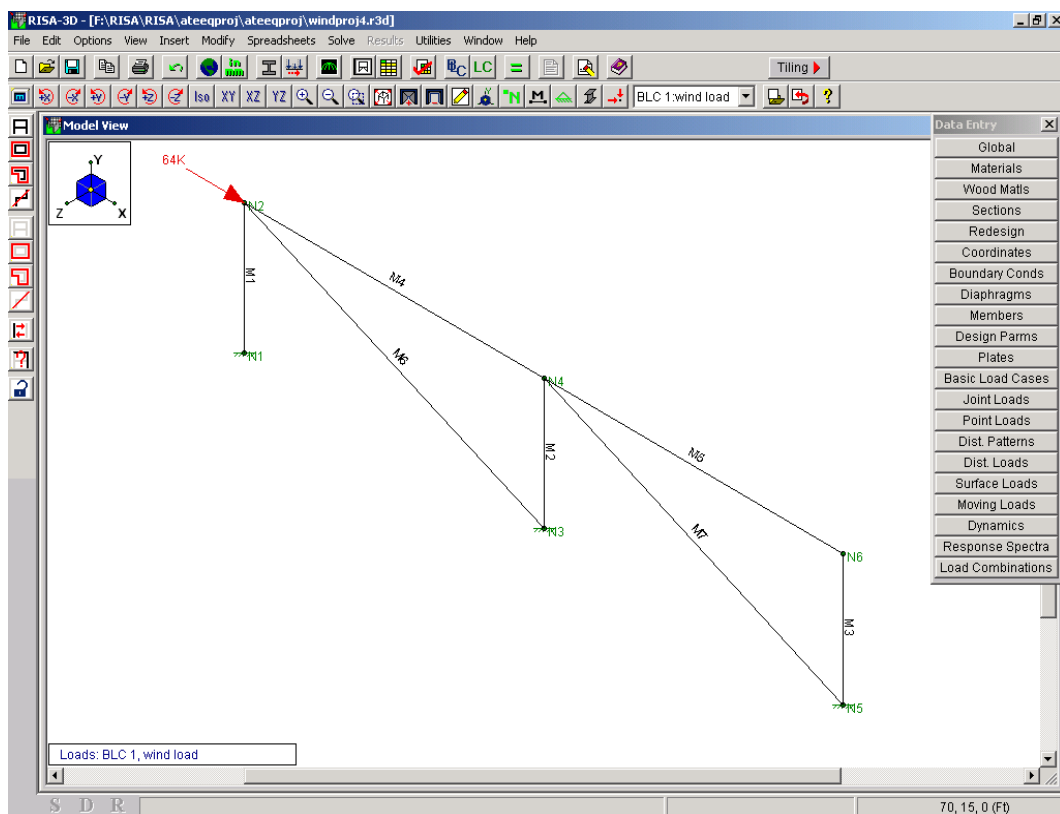 RISA-3D - [F:\RISA\RISA\ateeqproj\ateeqproj\windproj4.r3d]
File Edit Options View Insert Modify Spreadsheets Solve Results Utilities Window Help
BC LC = Tiling
Iso XY XZ YZ N M BLC 1:wind load ?
Model View
Data Entry
Global
Materials
Wood Matls
Sections
Redesign
Coordinates
Boundary Conds
Diaphragms
Members
Design Parms
Plates
Basic Load Cases
Joint Loads
Point Loads
Dist. Patterns
Dist. Loads
Surface Loads
Moving Loads
Dynamics
Response Spectra
Load Combinations
Y
Z X
64K
N2
M1
M4
N1
M6
N4
M2
M5
N3
M7
N6
M3
N5
Loads: BLC 1, wind load
S D R
70, 15, 0 (Ft)